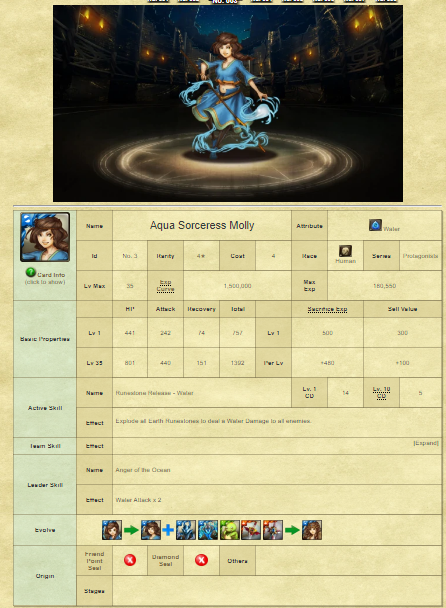 NO. 003
Name Aqua Sorceress Molly Attribute Water
Id No. 3 Rarity 4★ Cost 4 Race Human Series Protagonists
Card Info
(click to show)
Lv Max 35 Exp Curve 1,500,000 Max Exp
HP Attack Recovery Total Sacrifice Exp Sell Value
Basic Properties
Lv 1 441 242 74 757 Lv 1 500 300
Lv 35 801 440 151 1392 Per Lv +100
Active Skill
Name Runestone Release - Water Lv. 1 CD 14 Lv. 10 CD 5
Effect Explode all Earth Runestones to deal a Water Damage to all enemies.
Team Skill Effect [Expand]
Leader Skill
Name Anger of the Ocean
Effect Water Attack x 2
Evolve
Origin
Friend Point Seal Diamond Seal Others
Stages